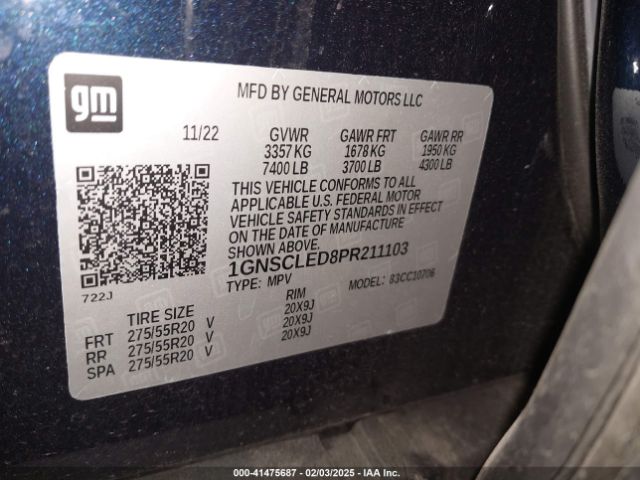 gm
MFD BY GENERAL MOTORS LLC
11/22 GVWR GAWR FRT GAWR RR
3357 KG 1678 KG 1950 KG
7400 LB 3700 LB 4300 LB
THIS VEHICLE CONFORMS TO ALL
APPLICABLE U.S. FEDERAL MOTOR
VEHICLE SAFETY STANDARDS IN EFFECT
ON THE DATE OF MANUFACTURE
SHOWN ABOVE.
1GNSCLED8PR211103
TYPE: MPV MODEL: 83CC10706
722J
TIRE SIZE RIM
FRT 275/55R20 V 20X9J
RR 275/55R20 V 20X9J
SPA 275/55R20 V 20X9J
000-41475687 - 02/03/2025 - IAA Inc.